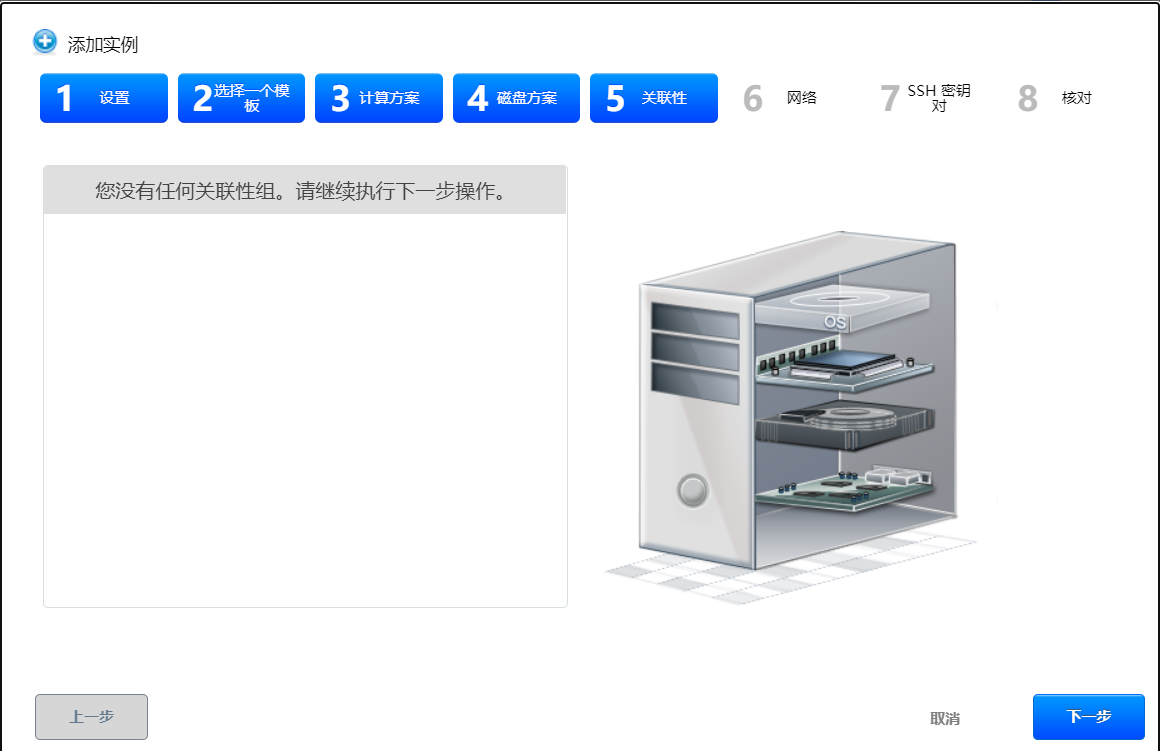 添加实例
1 设置
2 选择一个模
板
3 计算方案
4 磁盘方案
5 关联性
6 网络
7 SSH 密钥
对
8 核对
您没有任何关联性组。请继续执行下一步操作。
OS
上一步
取消
下一步